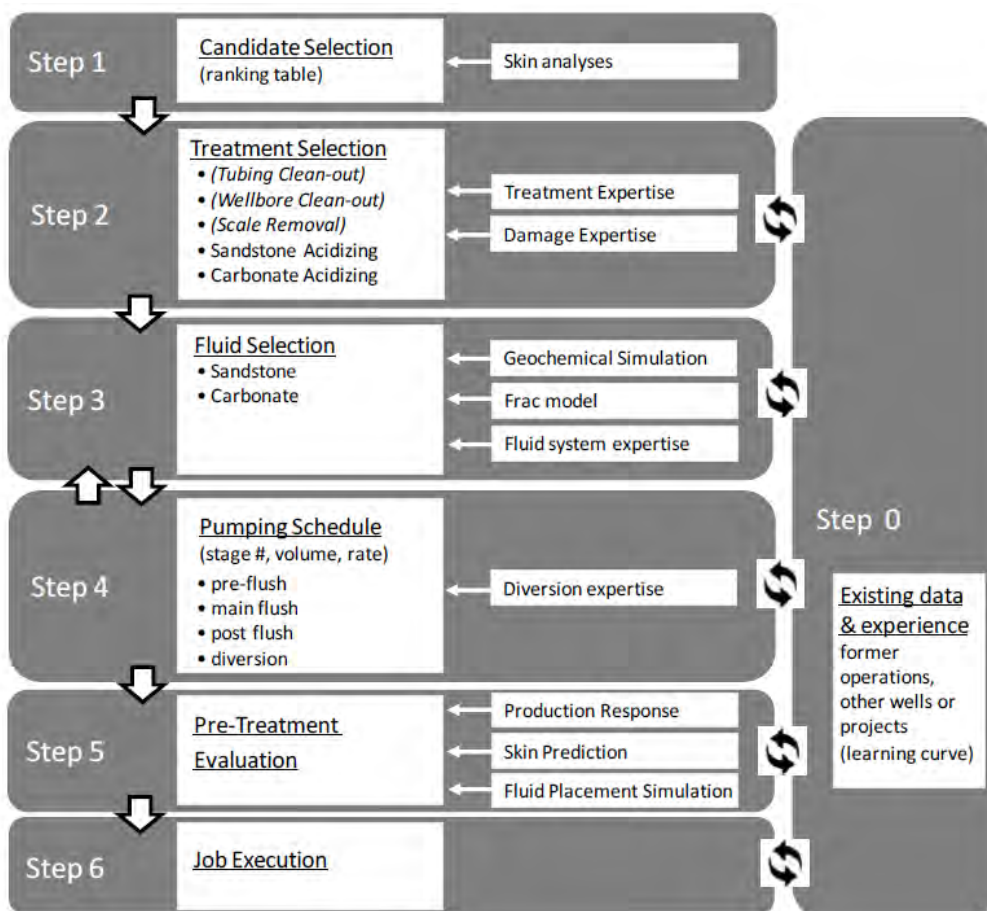 Step 1
Candidate Selection
(ranking table)
Skin analyses
Step 2
Treatment Selection
• (Tubing Clean-out)
• (Wellbore Clean-out)
• (Scale Removal)
• Sandstone Acidizing
• Carbonate Acidizing
Treatment Expertise
Damage Expertise
Step 3
Fluid Selection
• Sandstone
• Carbonate
Geochemical Simulation
Frac model
Fluid system expertise
Step 4
Pumping Schedule
(stage #, volume, rate)
• pre-flush
• main flush
• post flush
• diversion
Diversion expertise
Step 5
Pre-Treatment
Evaluation
Production Response
Skin Prediction
Fluid Placement Simulation
Step 6
Job Execution
Step 0
Existing data
& experience
former
operations,
other wells or
projects
(learning curve)